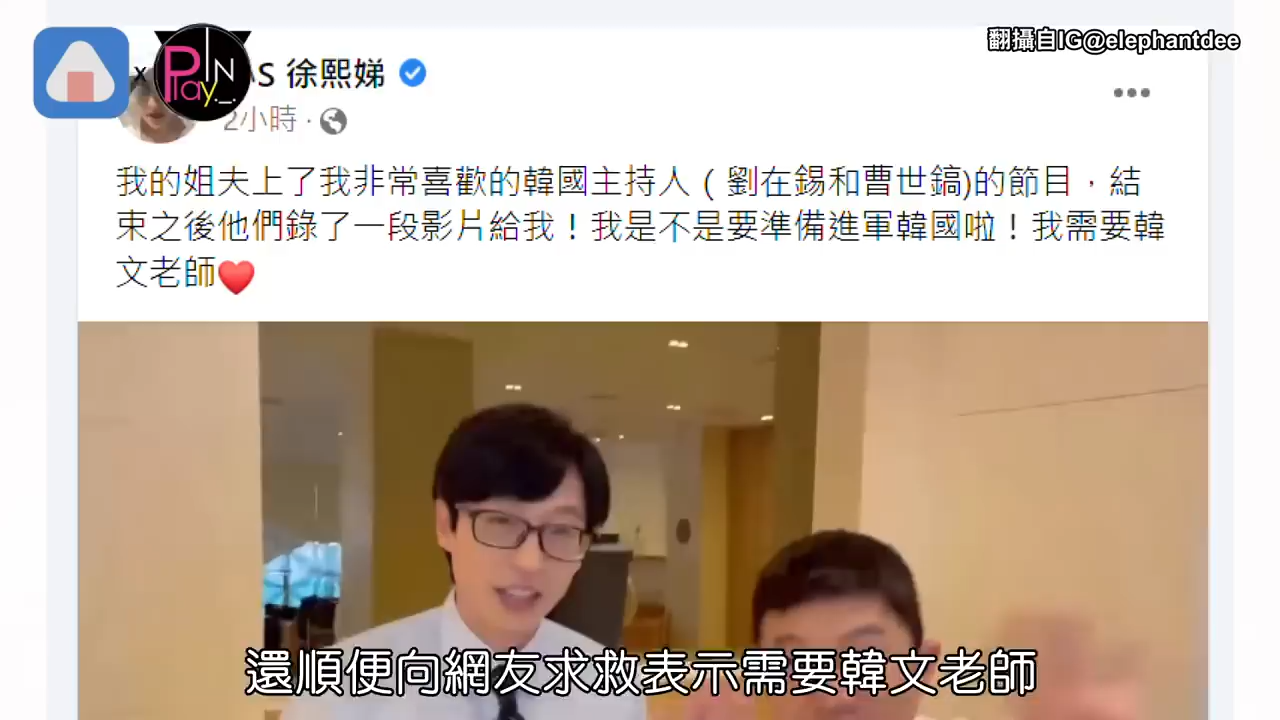 翻攝自IG@elephantdee
x
PlayIN
S 徐熙娣
2小時 ·
我的姐夫上了我非常喜歡的韓國主持人 ( 劉在錫和曹世鎬)的節目，結
束之後他們錄了一段影片給我！我是不是要準備進軍韓國啦！我需要韓
文老師
還順便向網友求救表示需要韓文老師